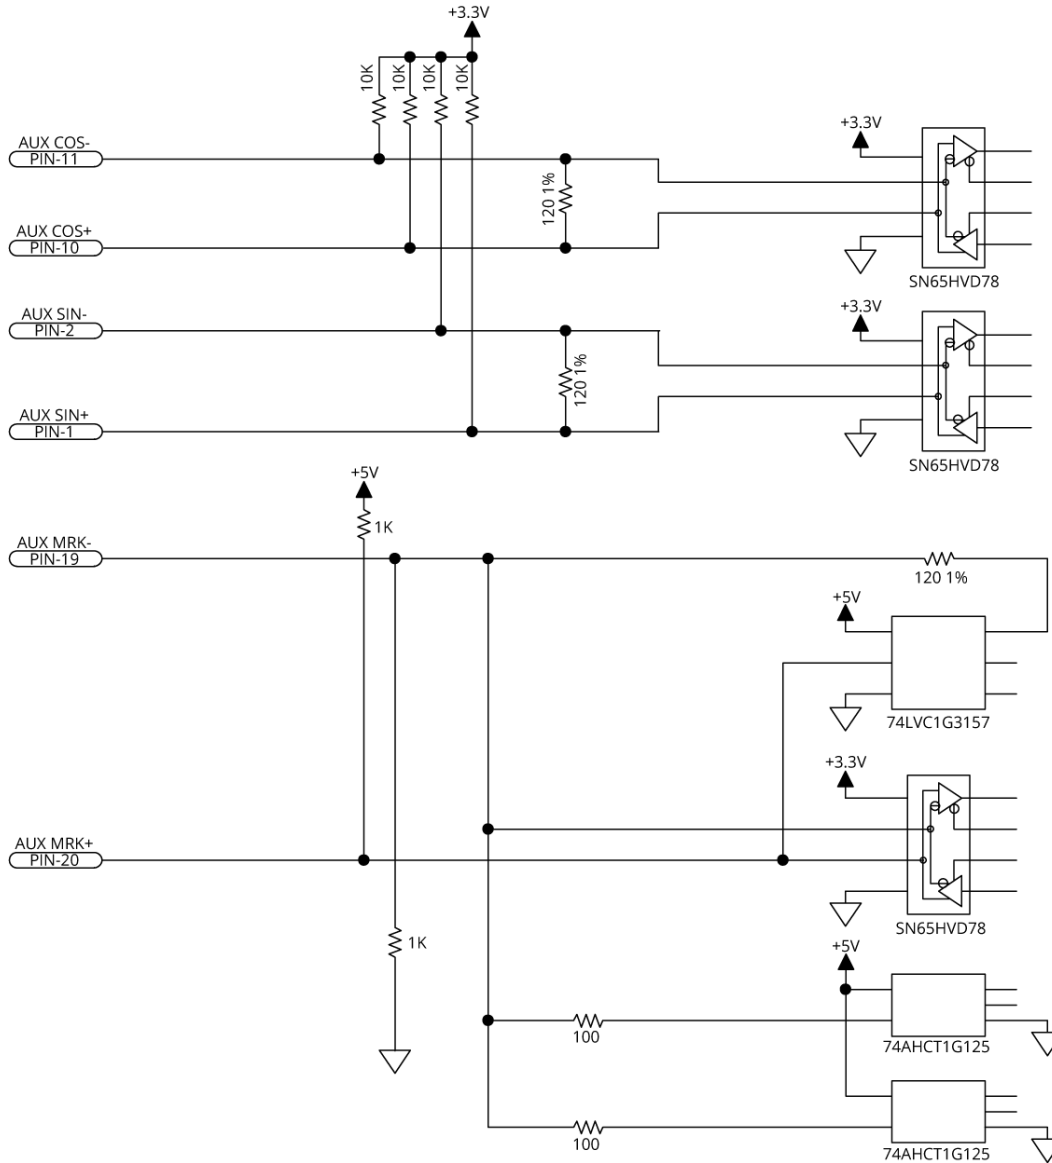 +3.3V
10K
10K
10K
10K
AUX COS-
PIN-11
+3.3V
120 1%
AUX COS+
PIN-10
SN65HVD78
AUX SIN-
PIN-2
+3.3V
120 1%
AUX SIN+
PIN-1
SN65HVD78
+5V
1K
AUX MRK-
PIN-19
120 1%
+5V
74LVC1G3157
+3.3V
AUX MRK+
PIN-20
SN65HVD78
1K
+5V
100
74AHCT1G125
100
74AHCT1G125